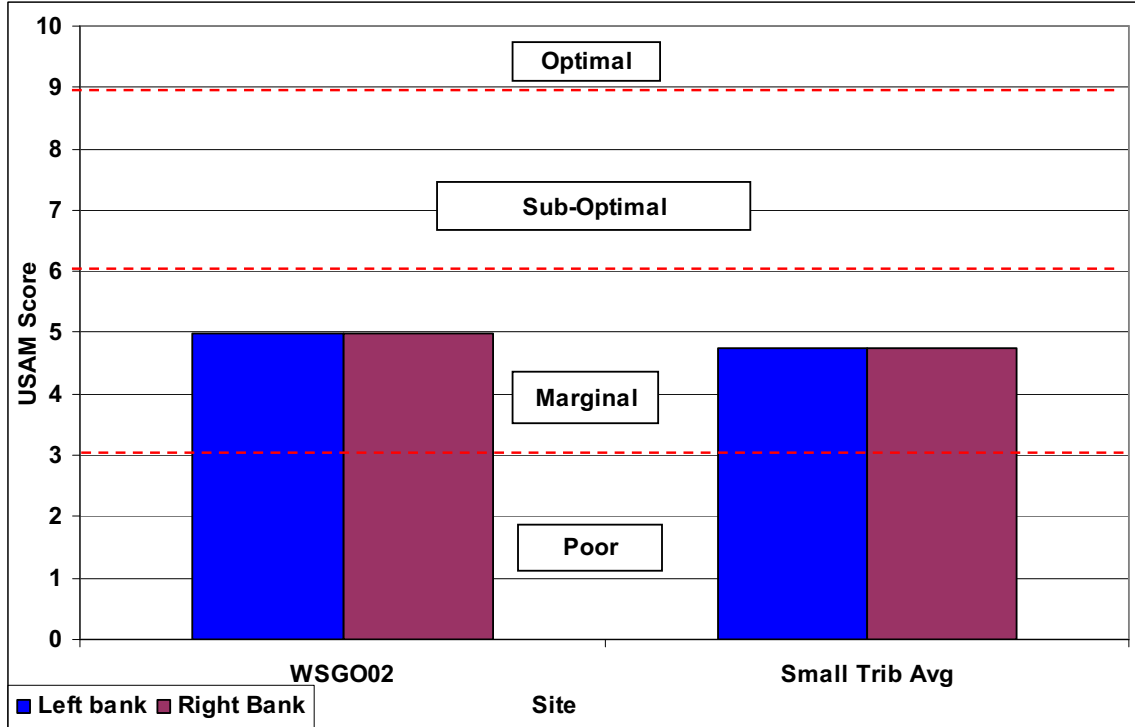 10
9
8
7
6
5
4
3
2
1
0
USAM Score
Optimal
Sub-Optimal
Marginal
Poor
WSGO02 Small Trib Avg
Site
Left bank Right Bank